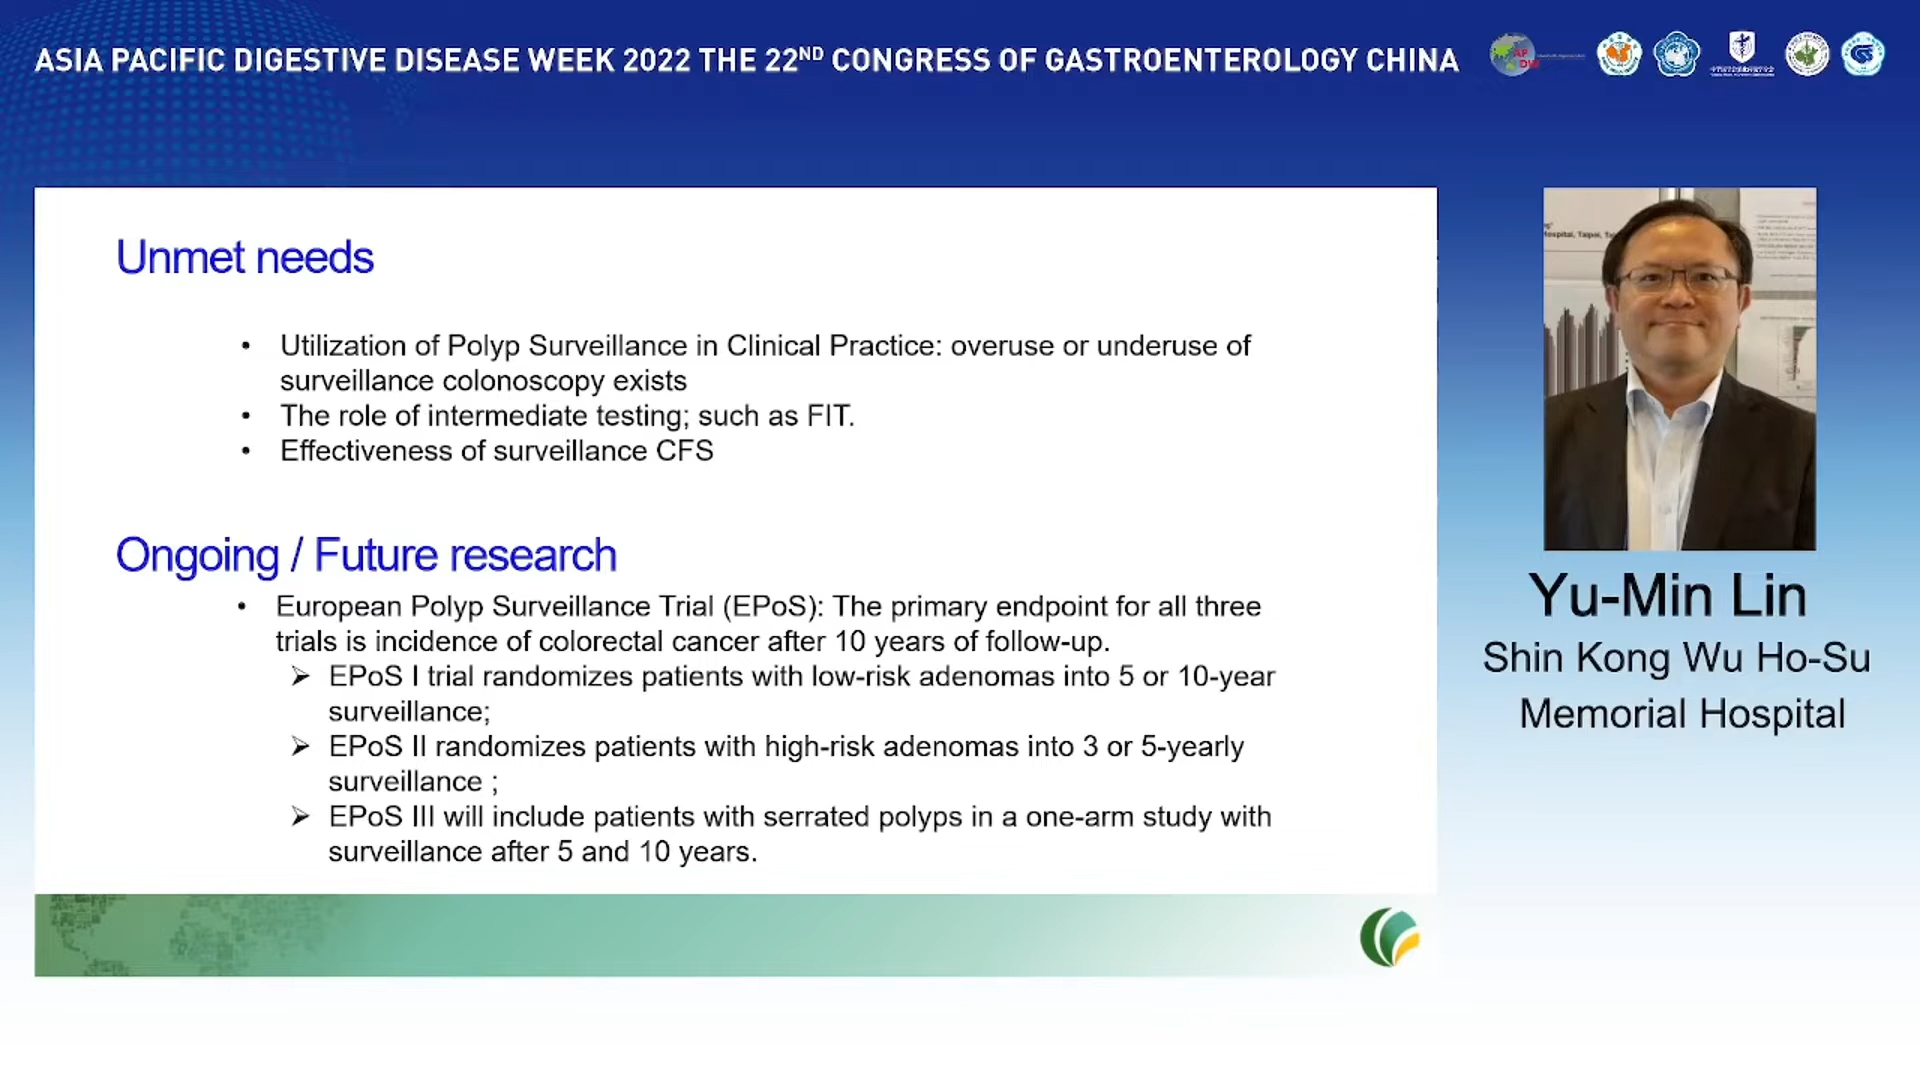 ASIA PACIFIC DIGESTIVE DISEASE WEEK 2022 THE 22ND CONGRESS OF GASTROENTEROLOGY CHINA
Unmet needs
• Utilization of Polyp Surveillance in Clinical Practice: overuse or underuse of
surveillance colonoscopy exists
• The role of intermediate testing; such as FIT.
• Effectiveness of surveillance CFS
Ongoing / Future research
• European Polyp Surveillance Trial (EPoS): The primary endpoint for all three
trials is incidence of colorectal cancer after 10 years of follow-up.
➢ EPoS I trial randomizes patients with low-risk adenomas into 5 or 10-year
surveillance;
➢ EPoS II randomizes patients with high-risk adenomas into 3 or 5-yearly
surveillance ;
➢ EPoS III will include patients with serrated polyps in a one-arm study with
surveillance after 5 and 10 years.
Yu-Min Lin
Shin Kong Wu Ho-Su
Memorial Hospital